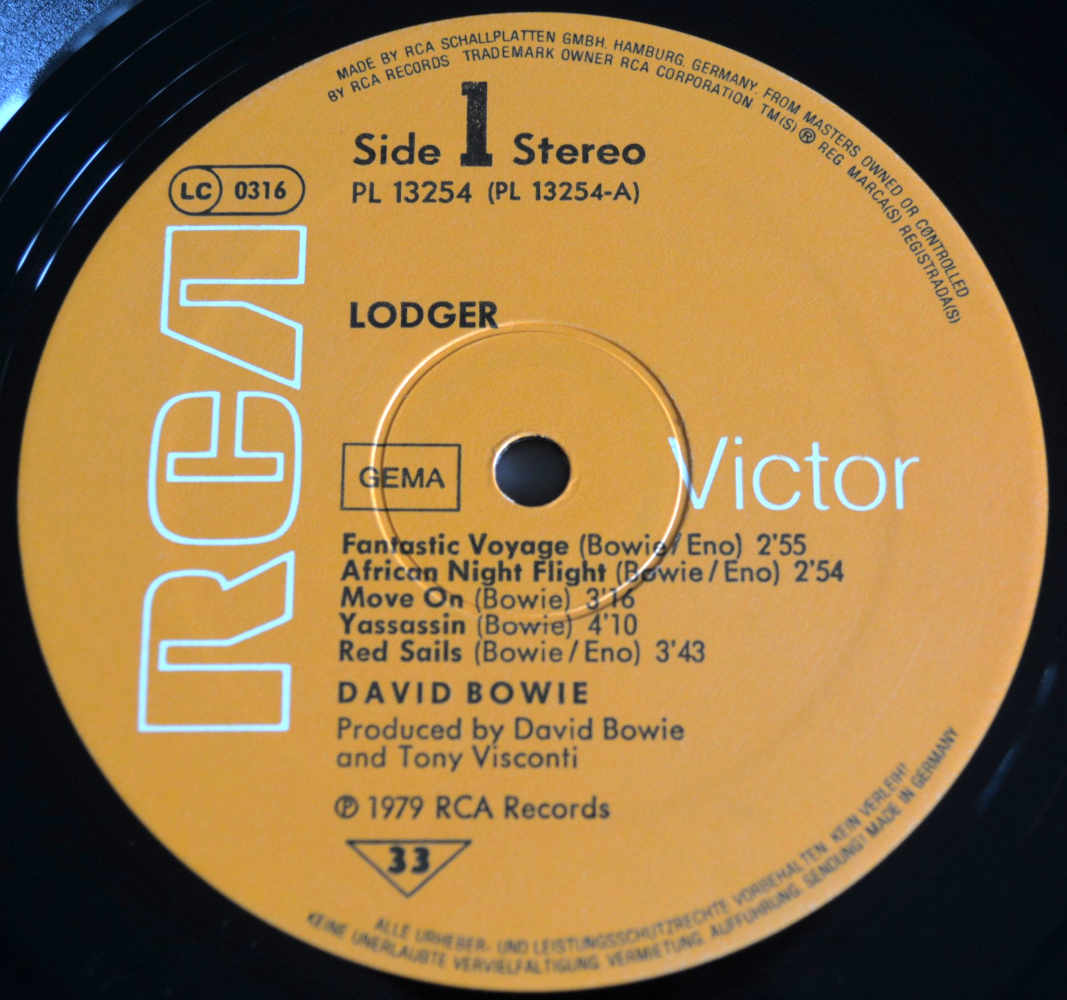 MADE BY RCA SCHALLPLATTEN GMBH, HAMBURG, GERMANY, FROM MASTERS OWNED OR CONTROLLED
BY RCA RECORDS TRADEMARK OWNER RCA CORPORATION TM(S) ® REG MARCA(S) REGISTRADA(S)
Side 1 Stereo
PL 13254 (PL 13254-A)
LC 0316
RCA
LODGER
GEMA
Victor
Fantastic Voyage (Bowie/Eno) 2'55
African Night Flight (Bowie/Eno) 2'54
Move On (Bowie) 3'16
Yassassin (Bowie) 4'10
Red Sails (Bowie/Eno) 3'43
DAVID BOWIE
Produced by David Bowie
and Tony Visconti
℗ 1979 RCA Records
33
ALLE URHEBER- UND LEISTUNGSSCHUTZRECHTE VORBEHALTEN. KEIN VERLEIH!
KEINE UNERLAUBTE VERVIELFÄLTIGUNG. VERMIETUNG. AUFFÜHRUNG. SENDUNG! MADE IN GERMANY